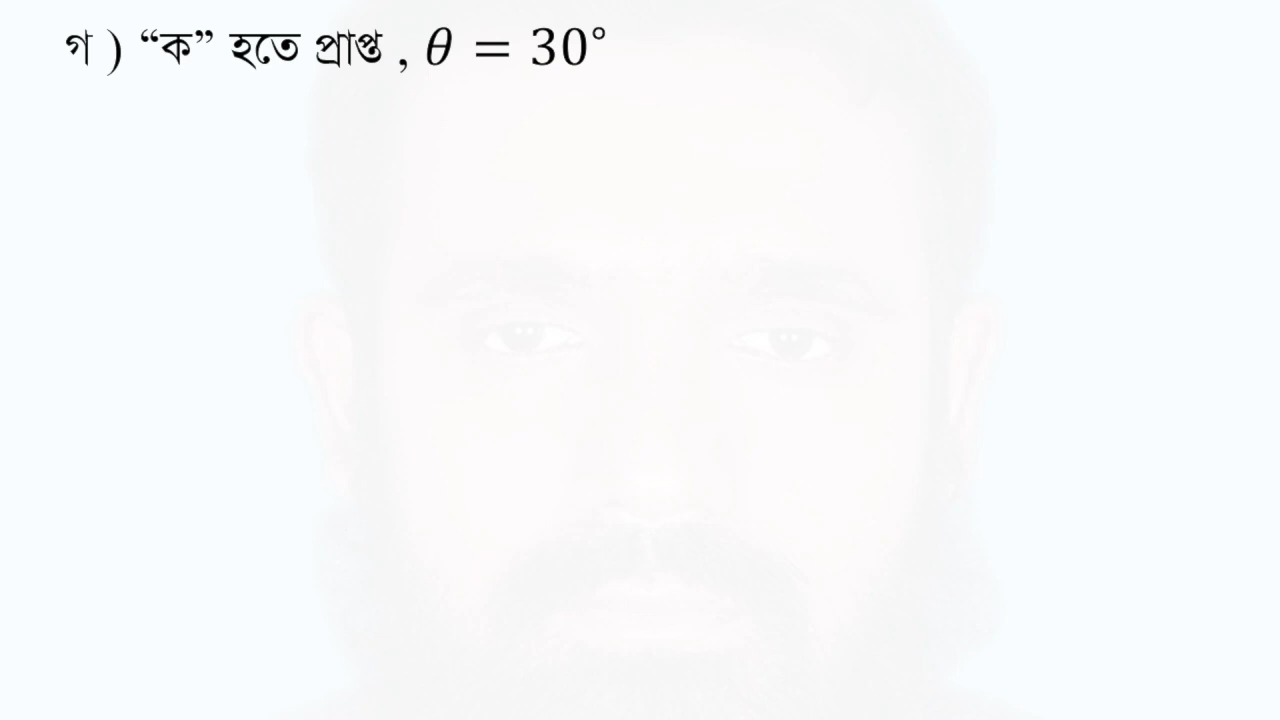 গ ) “ক” হতে প্রাপ্ত , θ = 30°